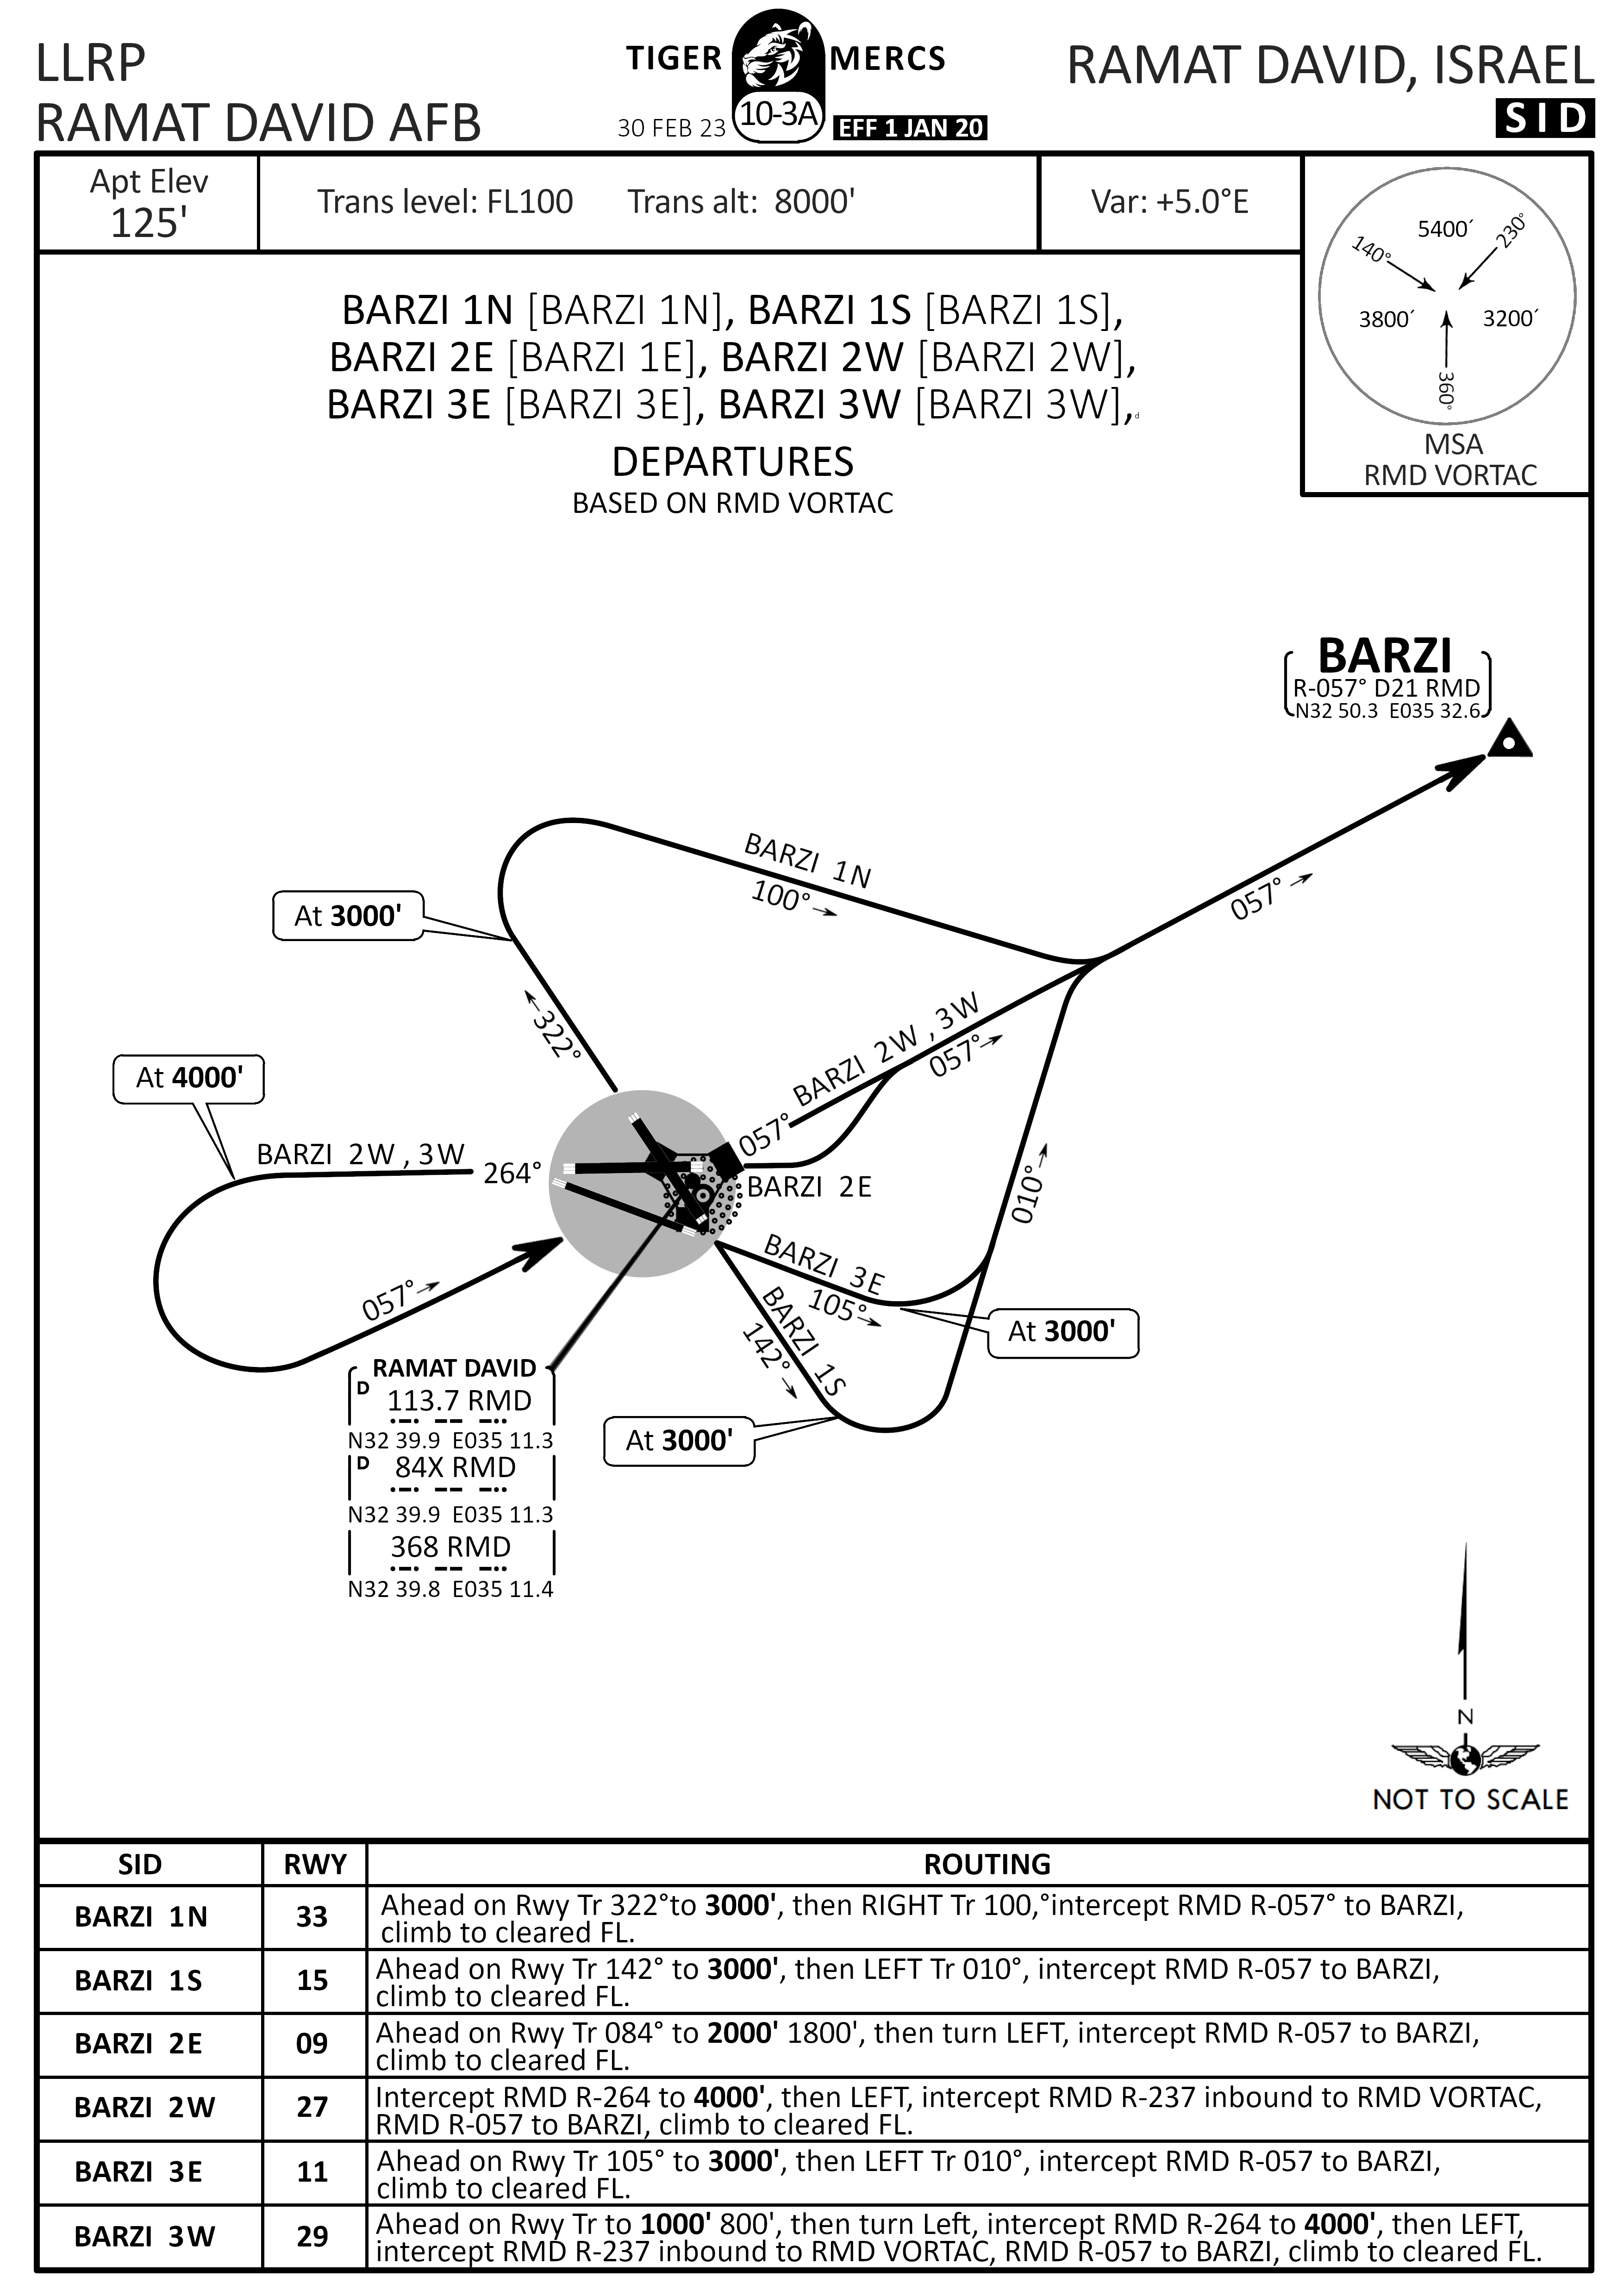 LLRP
RAMAT DAVID AFB
TIGER MERCS
10-3A
30 FEB 23
EFF 1 JAN 20
RAMAT DAVID, ISRAEL
SID
Apt Elev
125'
Trans level: FL100 Trans alt: 8000'
Var: +5.0°E
140°
5400´
230°
3800´
3200´
360°
MSA
RMD VORTAC
BARZI 1N [BARZI 1N], BARZI 1S [BARZI 1S],
BARZI 2E [BARZI 1E], BARZI 2W [BARZI 2W],
BARZI 3E [BARZI 3E], BARZI 3W [BARZI 3W],d
DEPARTURES
BASED ON RMD VORTAC
BARZI
R-057° D21 RMD
N32 50.3 E035 32.6
BARZI 1N
100°
057°
At 3000'
322°
BARZI 2W , 3W
057°
057°
At 4000'
BARZI 2W , 3W
264°
BARZI 2E
010°
BARZI 3E
105°
BARZI 1S
142°
At 3000'
057°
At 3000'
RAMAT DAVID
D 113.7 RMD
N32 39.9 E035 11.3
D 84X RMD
N32 39.9 E035 11.3
368 RMD
N32 39.8 E035 11.4
N
NOT TO SCALE
SID RWY ROUTING
BARZI 1N 33 Ahead on Rwy Tr 322°to 3000', then RIGHT Tr 100,°intercept RMD R-057° to BARZI,
climb to cleared FL.
BARZI 1S 15 Ahead on Rwy Tr 142° to 3000', then LEFT Tr 010°, intercept RMD R-057 to BARZI,
climb to cleared FL.
BARZI 2E 09 Ahead on Rwy Tr 084° to 2000' 1800', then turn LEFT, intercept RMD R-057 to BARZI,
climb to cleared FL.
BARZI 2W 27 Intercept RMD R-264 to 4000', then LEFT, intercept RMD R-237 inbound to RMD VORTAC,
RMD R-057 to BARZI, climb to cleared FL.
BARZI 3E 11 Ahead on Rwy Tr 105° to 3000', then LEFT Tr 010°, intercept RMD R-057 to BARZI,
climb to cleared FL.
BARZI 3W 29 Ahead on Rwy Tr to 1000' 800', then turn Left, intercept RMD R-264 to 4000', then LEFT,
intercept RMD R-237 inbound to RMD VORTAC, RMD R-057 to BARZI, climb to cleared FL.